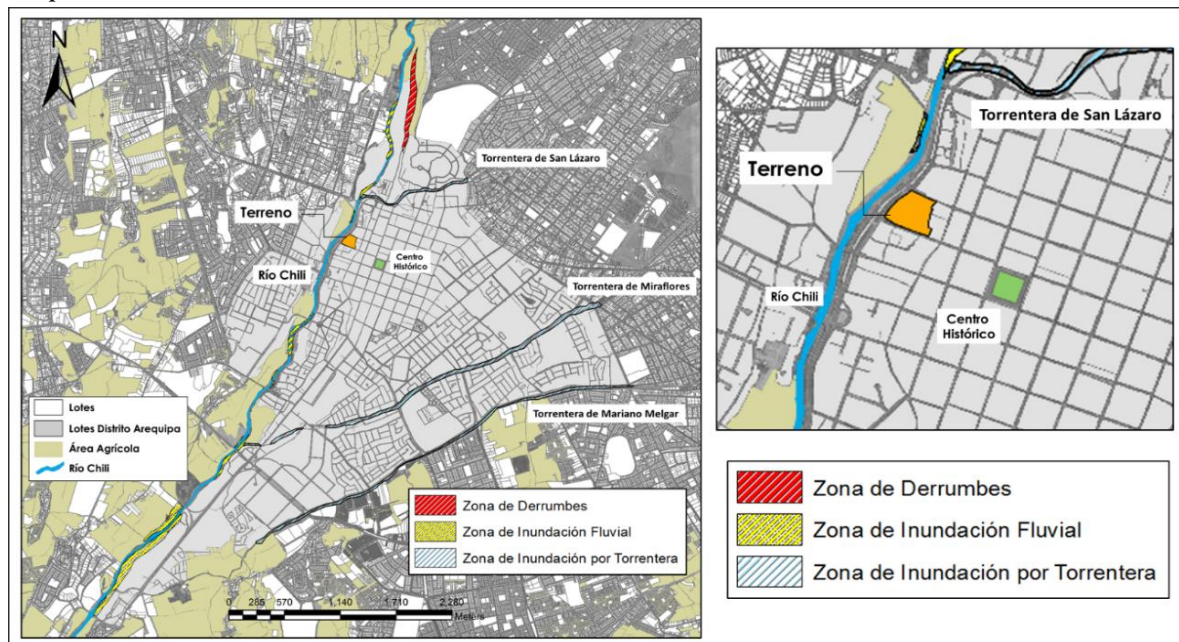 N
Torrentera de San Lázaro
Terreno
Río Chili
Centro
Histórico
Torrentera de Miraflores
Torrentera de Mariano Melgar
Lotes
Lotes Distrito Arequipa
Área Agrícola
Río Chili
Zona de Derrumbes
Zona de Inundación Fluvial
Zona de Inundación por Torrentera
0 285 570 1,140 1,710 2,280
Meters
Torrentera de San Lázaro
Terreno
Río Chili
Centro
Histórico
Zona de Derrumbes
Zona de Inundación Fluvial
Zona de Inundación por Torrentera